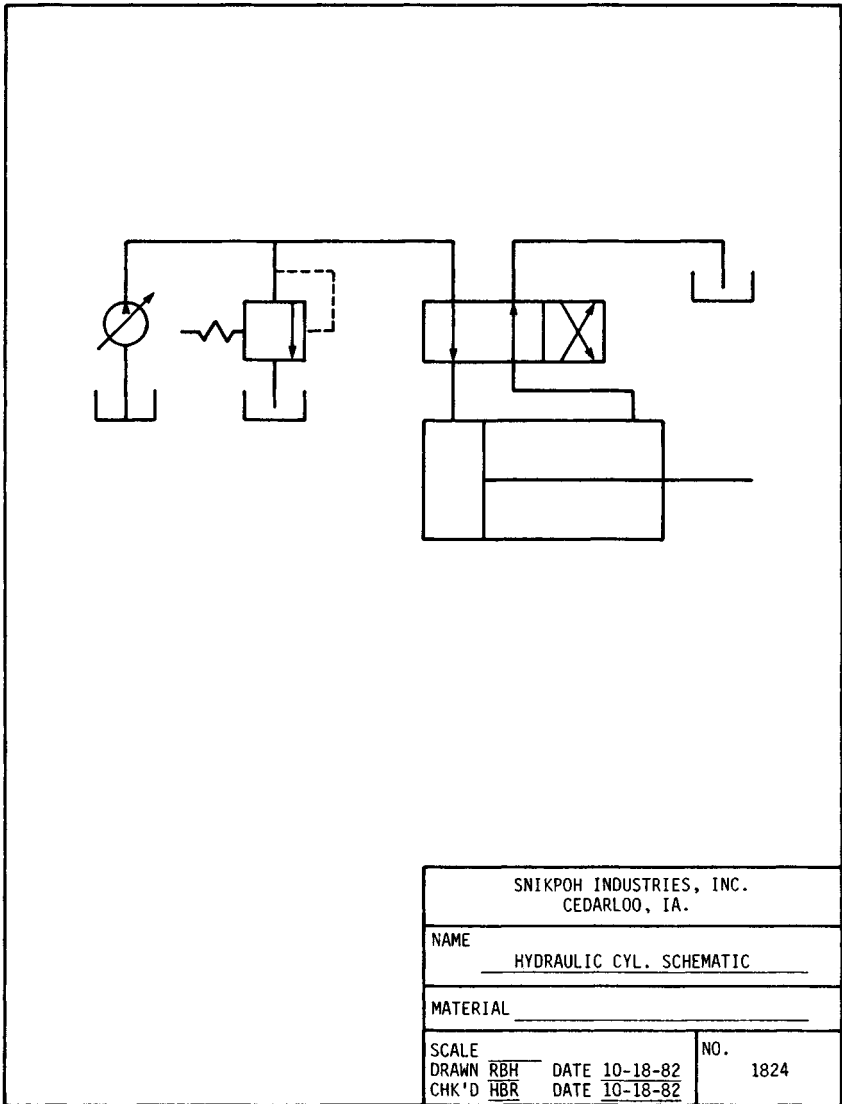 SNIKPOH INDUSTRIES, INC.
CEDARLOO, IA.
NAME
HYDRAULIC CYL. SCHEMATIC
MATERIAL
SCALE
DRAWN RBH DATE 10-18-82
CHK'D HBR DATE 10-18-82
NO.
1824